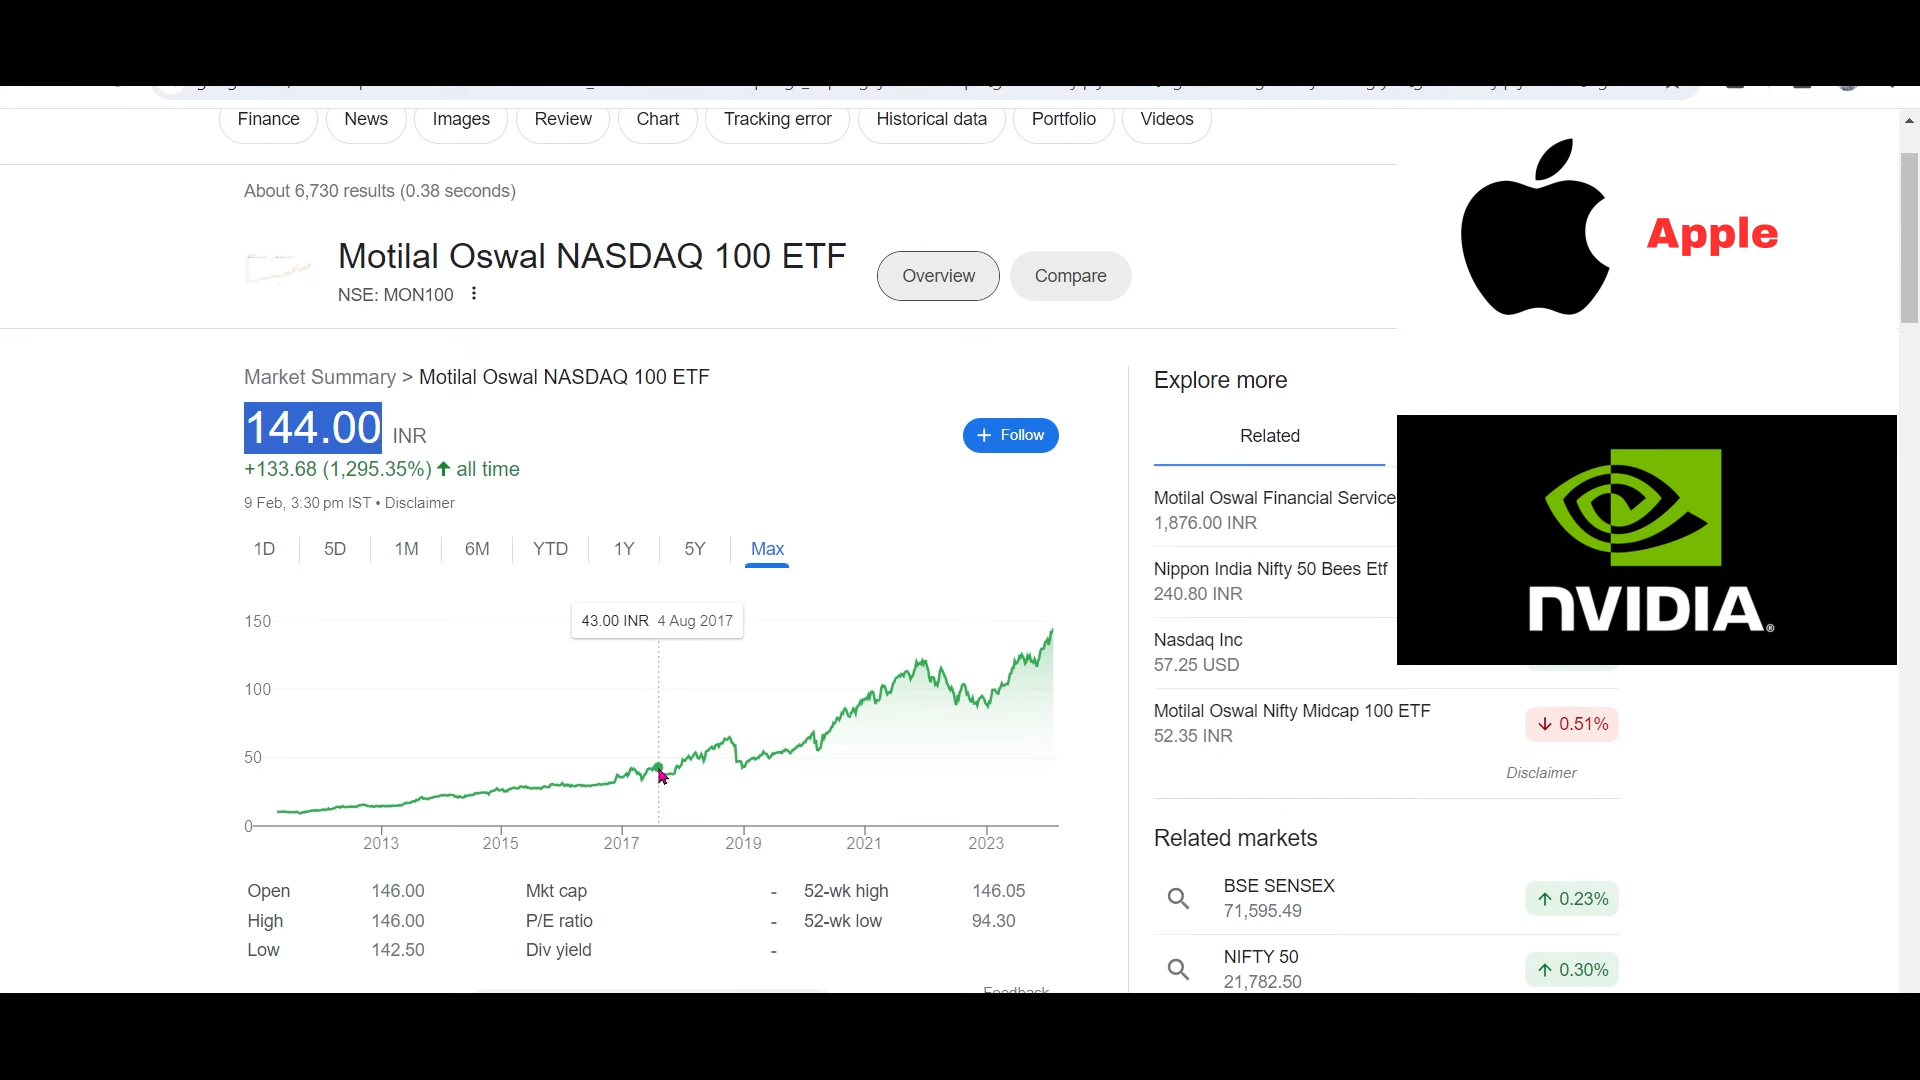 Finance News Images Review Chart Tracking error Historical data Portfolio Videos
About 6,730 results (0.38 seconds)
Motilal Oswal NASDAQ 100 ETF
NSE: MON100
Overview Compare
Apple
Market Summary > Motilal Oswal NASDAQ 100 ETF
144.00 INR
+ Follow
+133.68 (1,295.35%) ↑ all time
9 Feb, 3:30 pm IST • Disclaimer
1D 5D 1M 6M YTD 1Y 5Y Max
43.00 INR 4 Aug 2017
150
100
50
0
2013 2015 2017 2019 2021 2023
Open 146.00 Mkt cap - 52-wk high 146.05
High 146.00 P/E ratio - 52-wk low 94.30
Low 142.50 Div yield -
Feedback
Explore more
Related
Motilal Oswal Financial Service
1,876.00 INR
Nippon India Nifty 50 Bees Etf
240.80 INR
Nasdaq Inc
57.25 USD
Motilal Oswal Nifty Midcap 100 ETF
52.35 INR
↓ 0.51%
Disclaimer
NVIDIA®
Related markets
BSE SENSEX
71,595.49
↑ 0.23%
NIFTY 50
21,782.50
↑ 0.30%